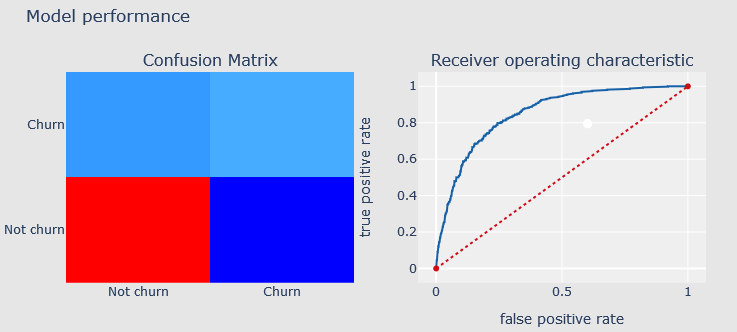 Model performance
Confusion Matrix
Churn
Not churn
Not churn
Churn
Receiver operating characteristic
true positive rate
1
0.8
0.6
0.4
0.2
0
0
0.5
1
false positive rate